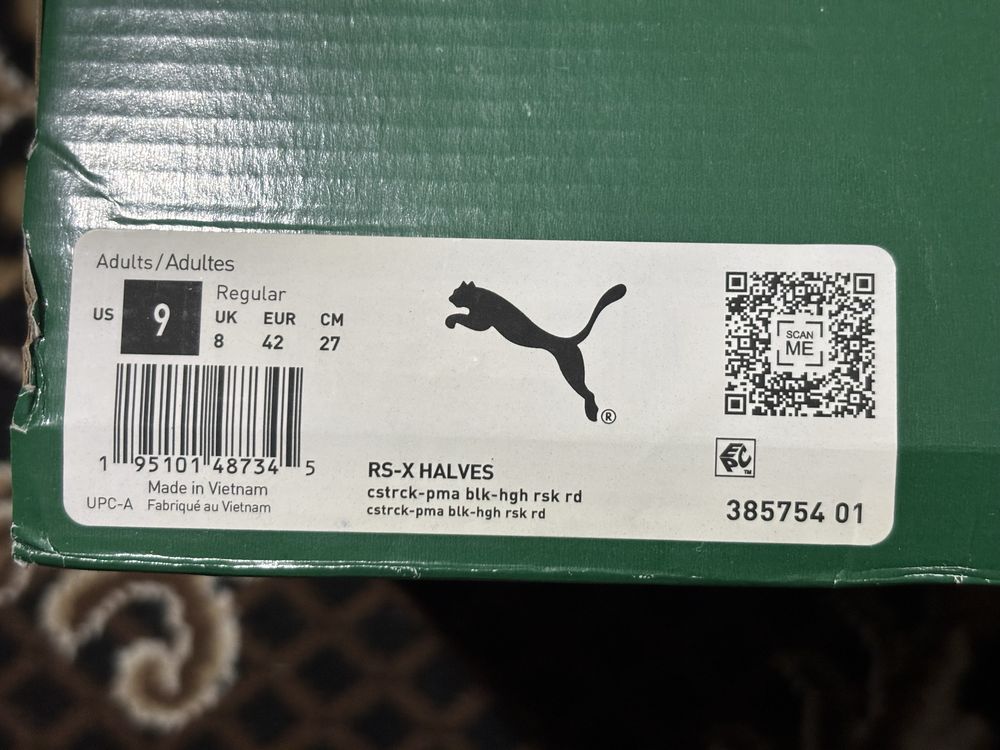 Adults/Adultes
US 9
Regular
UK EUR CM
8 42 27
1 95101 48734 5
Made in Vietnam
UPC-A Fabriqué au Vietnam
RS-X HALVES
cstrck-pma blk-hgh rsk rd
cstrck-pma blk-hgh rsk rd
®
SCAN
ME
EPC™
385754 01